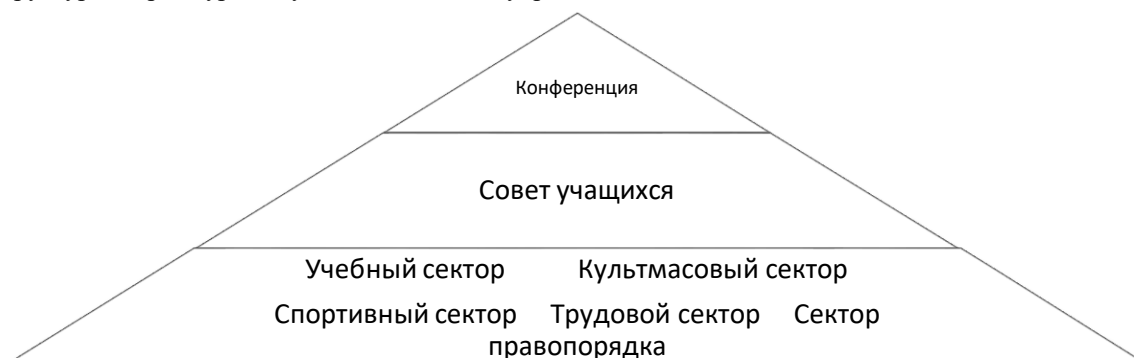 Конференция
Совет учащихся
Учебный сектор Культмасовый сектор
Спортивный сектор Трудовой сектор Сектор
правопорядка